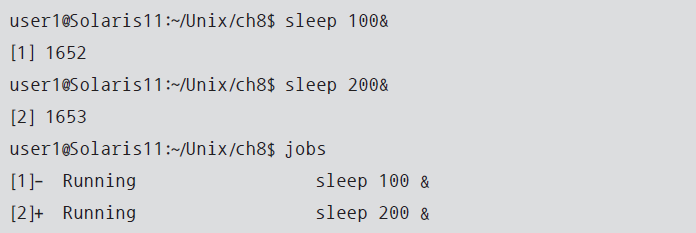 user1@Solaris11:~/Unix/ch8$ sleep 100&
[1] 1652
user1@Solaris11:~/Unix/ch8$ sleep 200&
[2] 1653
user1@Solaris11:~/Unix/ch8$ jobs
[1]-  Running                 sleep 100 &
[2]+  Running                 sleep 200 &